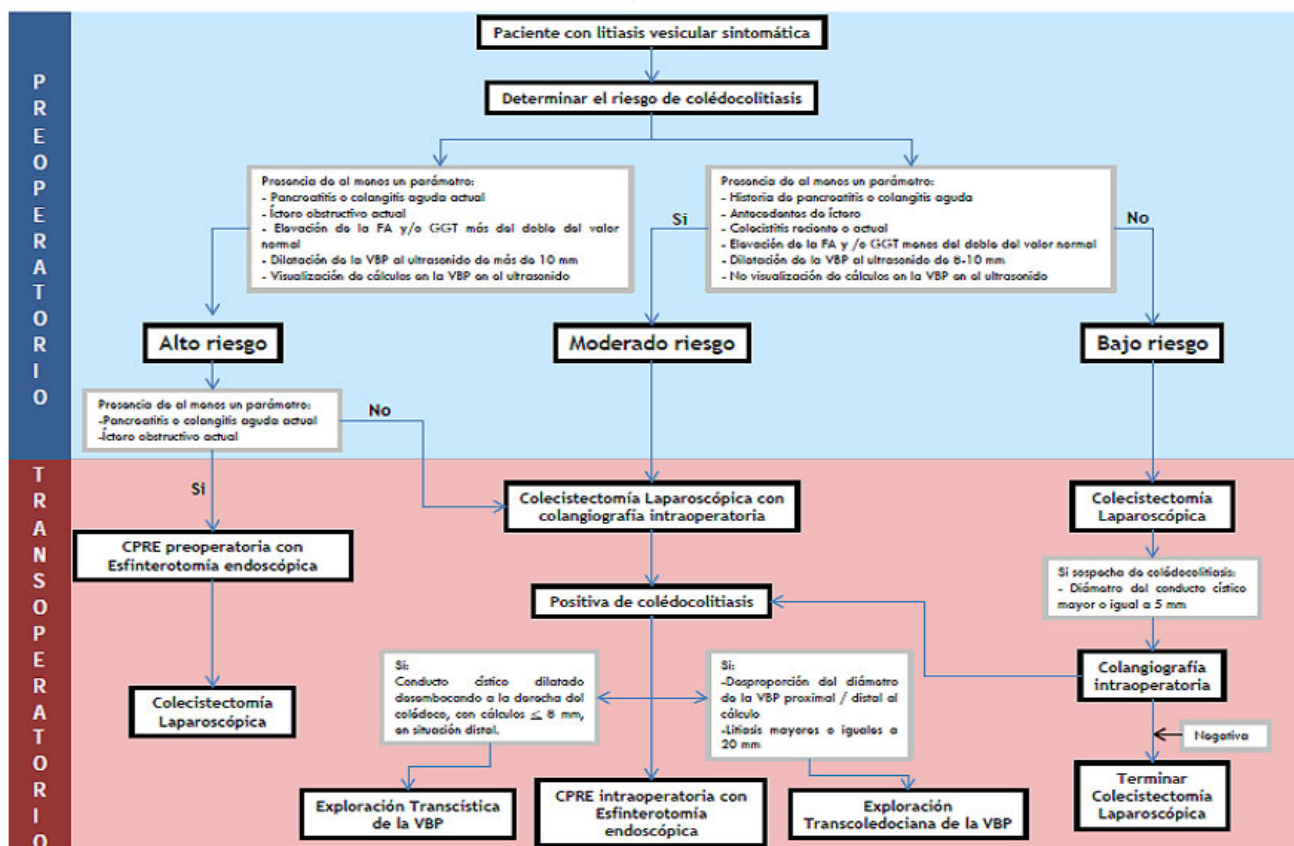 PREOPERATORIO
Paciente con litiasis vesicular sintomática
Determinar el riesgo de colédocolitiasis
Presencia de al menos un parámetro:
- Pancreatitis o colangitis aguda actual
- Íctero obstructivo actual
- Elevación de la FA y/o GGT más del doble del valor
normal
- Dilatación de la VBP al ultrasonido de más de 10 mm
- Visualización de cálculos en la VBP en el ultrasonido
Presencia de al menos un parámetro:
- Historia de pancreatitis o colangitis aguda
- Antecedentes de íctero
- Colecistitis reciente o actual
- Elevación de la FA y /o GGT menos del doble del valor normal
- Dilatación de la VBP al ultrasonido de 8-10 mm
- No visualización de cálculos en la VBP en el ultrasonido
Si
No
Alto riesgo
Moderado riesgo
Bajo riesgo
Presencia de al menos un parámetro:
-Pancreatitis o colangitis aguda actual
-Íctero obstructivo actual
No
Si
TRANSOPERATORIO
CPRE preoperatoria con
Esfinterotomía endoscópica
Colecistectomía
Laparoscópica
Colecistectomía Laparoscópica con
colangiografía intraoperatoria
Positiva de colédocolitiasis
Si:
Conducto cístico dilatado
desembocando a la derecha del
colédoco, con cálculos ≤ 8 mm,
en situación distal.
Si:
-Desproporción del diámetro
de la VBP proximal / distal al
cálculo
-Litiasis mayores o iguales a
20 mm
Exploración Transcística
de la VBP
CPRE intraoperatoria con
Esfinterotomía
endoscópica
Exploración
Transcoledociana de la VBP
Colecistectomía
Laparoscópica
Si sospecha de colédocolitiasis:
- Diámetro del conducto cístico
mayor o igual a 5 mm
Colangiografía
intraoperatoria
Negativa
Terminar
Colecistectomía
Laparoscópica